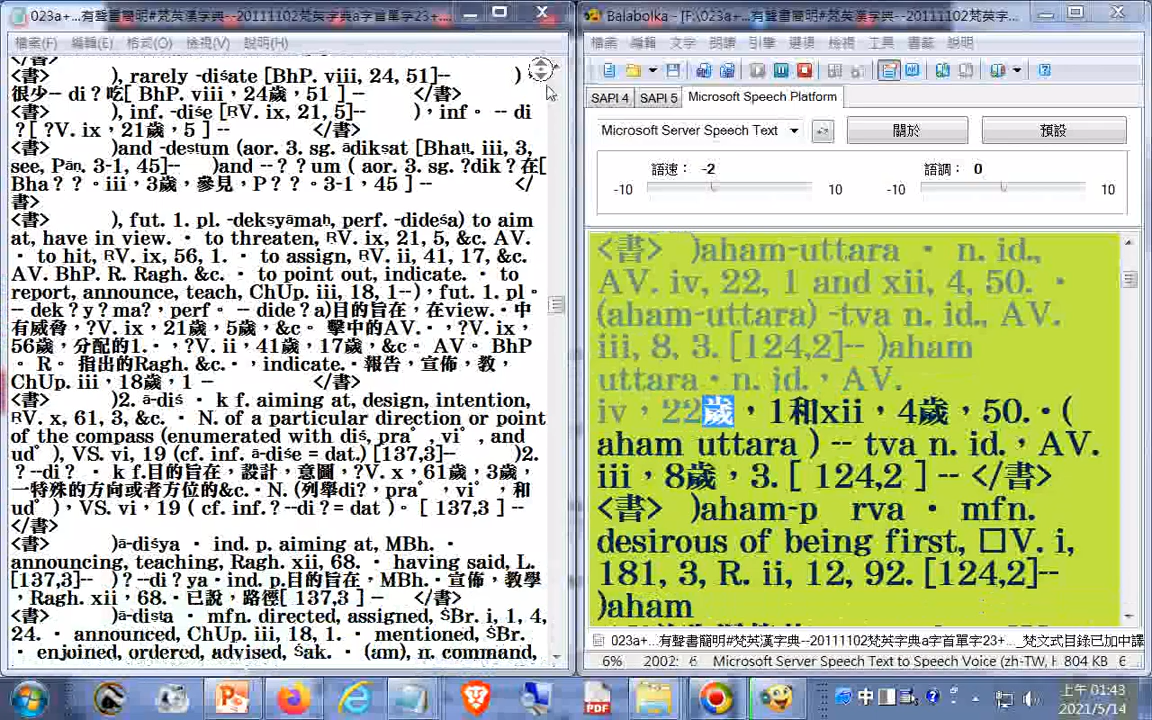 023a+...有聲書簡明#梵英漢字典--20111102梵英字典a字首單字23+...
檔案(F) 編輯(E) 格式(O) 檢視(V) 說明(H)
</書>
<書> ), rarely -diśate [BhP. viii, 24, 51]-- )
很少-- di？吃[ BhP. viii，24歲，51 ] -- </書>
<書> ), inf. -diśe [RV. ix, 21, 5]-- )，inf。 -- di
？[ ?V. ix，21歲，5 ] -- </書>
<書> )and -deṣṭum (aor. 3. sg. ādikṣat [Bhaṭṭ. iii, 3,
see, Pāṇ. 3-1, 45]-- )and --？？um ( aor. 3. sg. ?dik？在[
Bha？？。iii，3歲，參見，P？？。3-1，45 ] -- </
書>
<書> ), fut. 1. pl. -dekṣyāmaḥ, perf. -dideśa) to aim
at, have in view.‧ to threaten, RV. ix, 21, 5, &c. AV.
‧ to hit, RV. ix, 56, 1.‧ to assign, RV. ii, 41, 17, &c.
AV. BhP. R. Ragh. &c.‧ to point out, indicate.‧ to
report, announce, teach, ChUp. iii, 18, 1--)，fut. 1. pl。
-- dek？y？ma?，perf。 -- dide？a)目的旨在，在view.‧中
有威脅，?V. ix，21歲，5歲，&c。 擊中的AV.‧，?V. ix，
56歲，分配的1.‧，?V. ii，41歲，17歲，&c。 AV。 BhP
。 R。 指出的Ragh. &c.‧，indicate.‧報告，宣佈，教，
ChUp. iii，18歲，1 -- </書>
<書> )2. ā-diś ‧ k f. aiming at, design, intention,
RV. x, 61, 3, &c.‧ N. of a particular direction or point
of the compass (enumerated with diś, pra゜, vi゜, and
ud゜), VS. vi, 19 (cf. inf. ā-diśe = dat.) [137,3]-- )2.
？--di？‧k f.目的旨在，設計，意圖，?V. x，61歲，3歲，
一特殊的方向或者方位的&c.‧N. (列舉di?，pra゜，vi゜，和
ud゜)，VS. vi，19 ( cf. inf.？--di？= dat )。[ 137,3 ] --
</書>
<書> )ā-diśya ‧ ind. p. aiming at, MBh.‧
announcing, teaching, Ragh. xii, 68.‧ having said, L.
[137,3]-- )？--di？ya‧ind. p.目的旨在，MBh.‧宣佈，教學
，Ragh. xii，68.‧已說，路徑[ 137,3 ] -- </書>
<書> )ā-diṣṭa ‧ mfn. directed, assigned, ŚBr. i, 1, 4,
24.‧ announced, ChUp. iii, 18, 1.‧ mentioned, ŚBr.
‧ enjoined, ordered, advised, Śak.‧ (am), n. command,
Balabolka - [F:\023a+...有聲書簡明#梵英漢字典--20111102梵英字...
檔案 編輯 文字 朗讀 引擎 選項 檢視 工具 書籤 說明
SAPI 4 SAPI 5 Microsoft Speech Platform
Microsoft Server Speech Text 關於 預設
語速： -2 語調： 0
-10 10 -10 10
<書> )aham-uttara ‧ n. id.,
AV. iv, 22, 1 and xii, 4, 50.‧
(aham-uttara) -tva n. id., AV.
iii, 8, 3. [124,2]-- )aham
uttara‧n. id.，AV.
iv，22歲，1和xii，4歲，50.‧(
aham uttara ) -- tva n. id.，AV.
iii，8歲，3. [ 124,2 ] -- </書>
<書> )aham-p rva ‧ mfn.
desirous of being first, □V. i,
181, 3, R. ii, 12, 92. [124,2]--
)aham
023a+...有聲書簡明#梵英漢字典--20111102梵英字典a字首單字23+..._梵文式目錄已加中譯
6% 2002: 6 Microsoft Server Speech Text to Speech Voice (zh-TW, H 804 KB 6
中
上午 01:43
2021/5/14